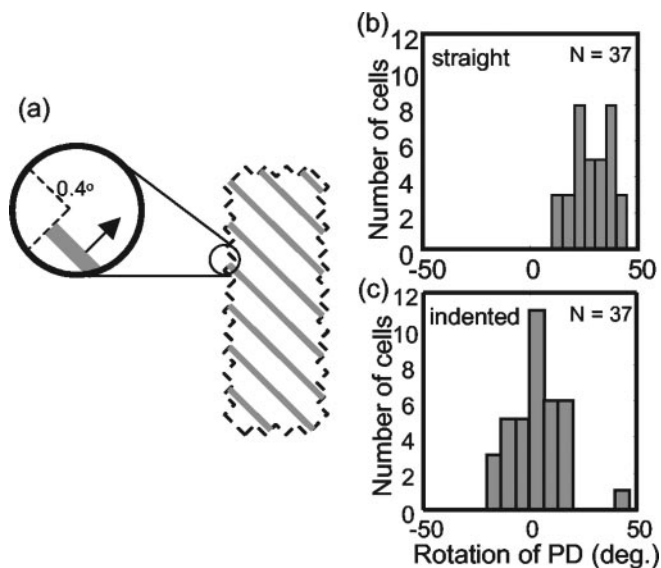 (a)
0.4°
(b)
Number of cells
12
10
8
6
4
2
0
straight
N = 37
-50
0
50
(c)
Number of cells
12
10
8
6
4
2
0
indented
N = 37
-50
0
50
Rotation of PD (deg.)